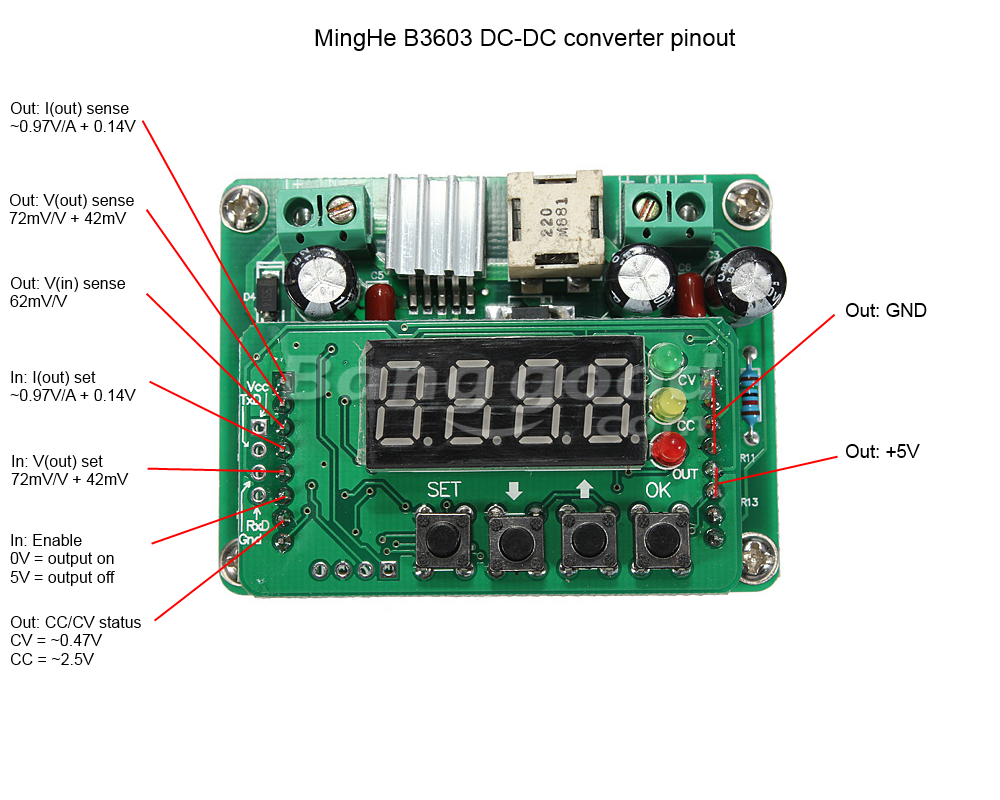 MingHe B3603 DC-DC converter pinout
Out: I(out) sense
~0.97V/A + 0.14V
Out: V(out) sense
72mV/V + 42mV
Out: V(in) sense
62mV/V
In: I(out) set
~0.97V/A + 0.14V
In: V(out) set
72mV/V + 42mV
In: Enable
0V = output on
5V = output off
Out: CC/CV status
CV = ~0.47V
CC = ~2.5V
Out: GND
Out: +5V
220
M881
D4
C5
C3
Vcc
TxD
RxD
Gnd
Banggood
.com
CV
CC
OUT
R11
R13
SET
OK